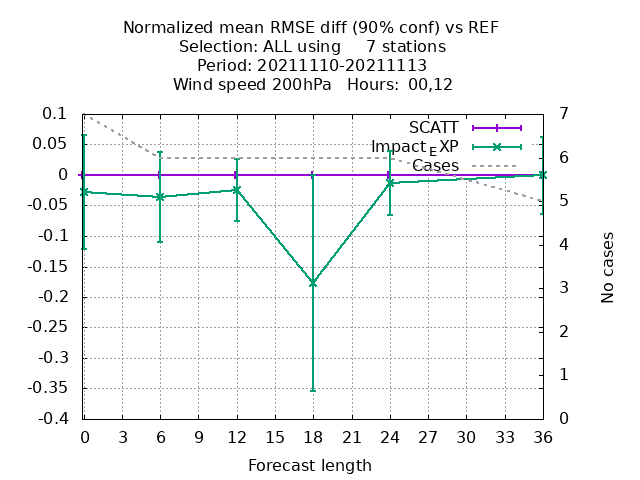 Normalized mean RMSE diff (90% conf) vs REF
Selection: ALL using 7 stations
Period: 20211110-20211113
Wind speed 200hPa Hours: 00,12
SCATT
Impact_EXP
Cases
0.1
0.05
0
-0.05
-0.1
-0.15
-0.2
-0.25
-0.3
-0.35
-0.4
7
6
5
4
3
2
1
0
No cases
0 3 6 9 12 15 18 21 24 27 30 33 36
Forecast length